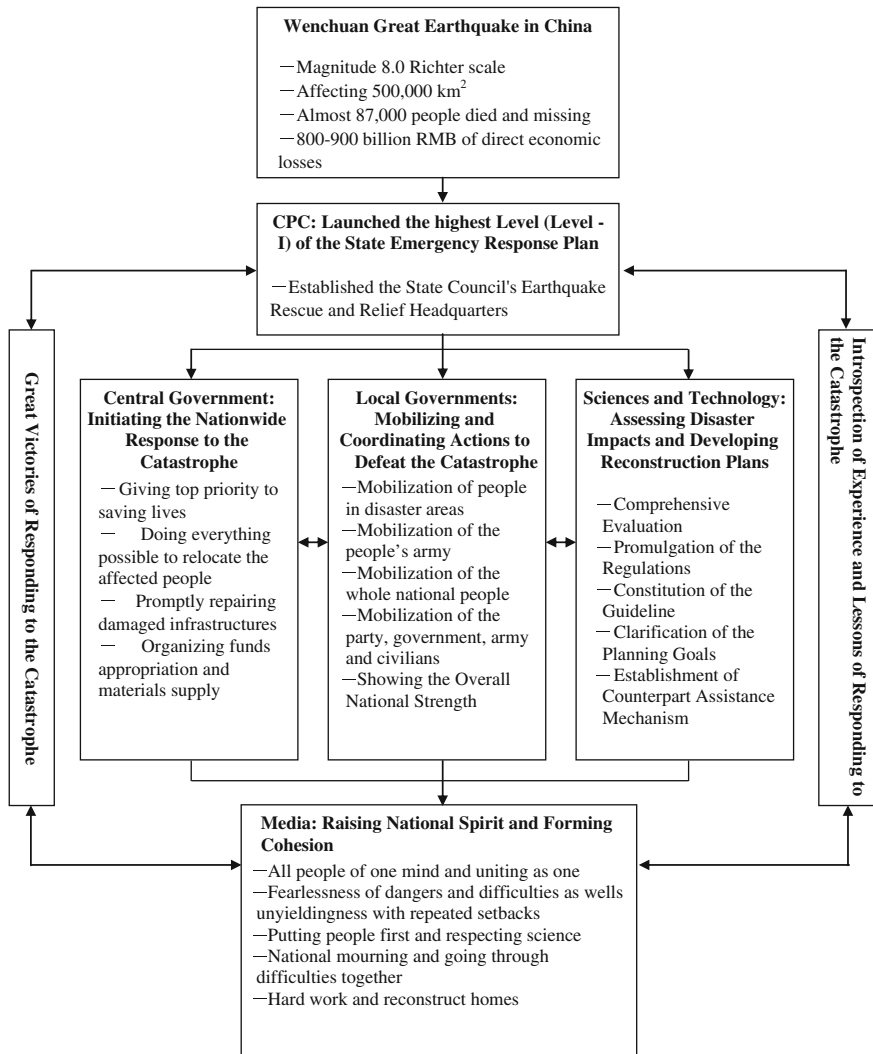 Wenchuan Great Earthquake in China
—Magnitude 8.0 Richter scale
—Affecting 500,000 km²
—Almost 87,000 people died and missing
—800-900 billion RMB of direct economic
losses
CPC: Launched the highest Level (Level -
I) of the State Emergency Response Plan
—Established the State Council's Earthquake
Rescue and Relief Headquarters
Great Victories of Responding to the Catastrophe
Central Government:
Initiating the Nationwide
Response to the
Catastrophe
— Giving top priority to
saving lives
— Doing everything
possible to relocate the
affected people
— Promptly repairing
damaged infrastructures
— Organizing funds
appropriation and
materials supply
Local Governments:
Mobilizing and
Coordinating Actions to
Defeat the Catastrophe
—Mobilization of people
in disaster areas
—Mobilization of the
people's army
—Mobilization of the
whole national people
—Mobilization of the
party, government, army
and civilians
—Showing the Overall
National Strength
Sciences and Technology:
Assessing Disaster
Impacts and Developing
Reconstruction Plans
—Comprehensive
Evaluation
—Promulgation of the
Regulations
—Constitution of the
Guideline
—Clarification of the
Planning Goals
—Establishment of
Counterpart Assistance
Mechanism
Introspection of Experience and Lessons of Responding to
the Catastrophe
Media: Raising National Spirit and Forming
Cohesion
—All people of one mind and uniting as one
—Fearlessness of dangers and difficulties as wells
unyieldingness with repeated setbacks
—Putting people first and respecting science
—National mourning and going through
difficulties together
—Hard work and reconstruct homes